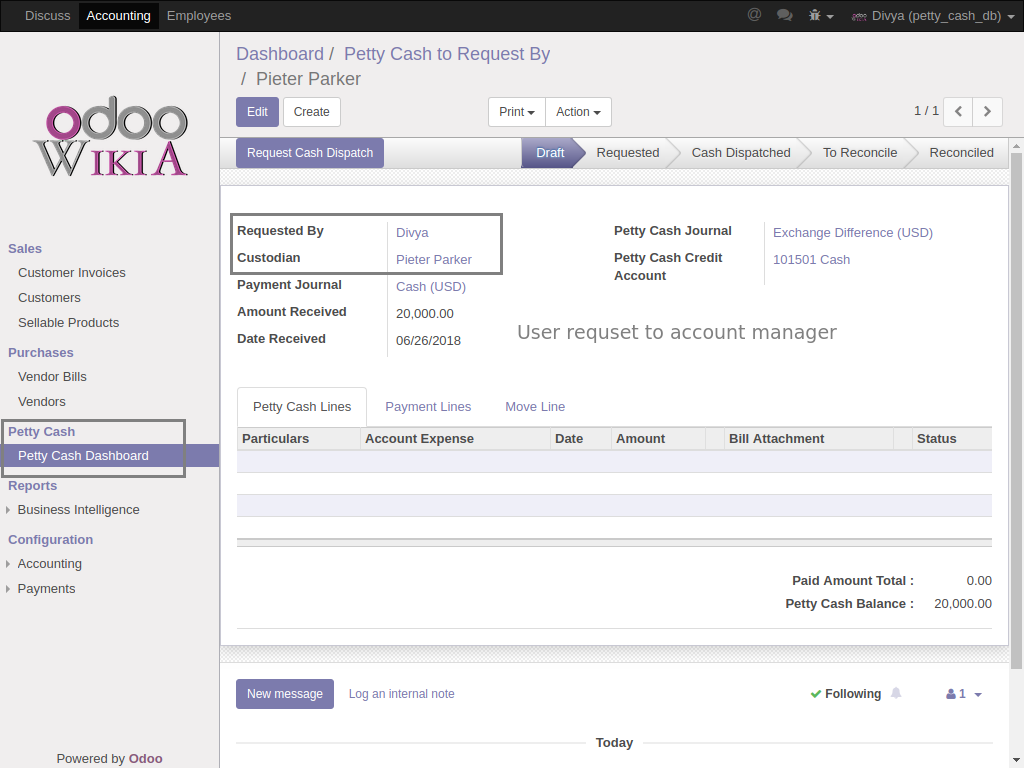 Discuss Accounting Employees @ Divya (petty_cash_db)
odoo
WIKIA
Sales
Customer Invoices
Customers
Sellable Products
Purchases
Vendor Bills
Vendors
Petty Cash
Petty Cash Dashboard
Reports
Business Intelligence
Configuration
Accounting
Payments
Powered by Odoo
Dashboard / Petty Cash to Request By
/ Pieter Parker
Edit Create Print Action 1 / 1
Request Cash Dispatch Draft Requested Cash Dispatched To Reconcile Reconciled
Requested By Divya
Custodian Pieter Parker
Payment Journal Cash (USD)
Amount Received 20,000.00
Date Received 06/26/2018
Petty Cash Journal Exchange Difference (USD)
Petty Cash Credit 101501 Cash
Account
User requset to account manager
Petty Cash Lines Payment Lines Move Line
Particulars Account Expense Date Amount Bill Attachment Status
Paid Amount Total : 0.00
Petty Cash Balance : 20,000.00
New message Log an internal note Following 1
Today